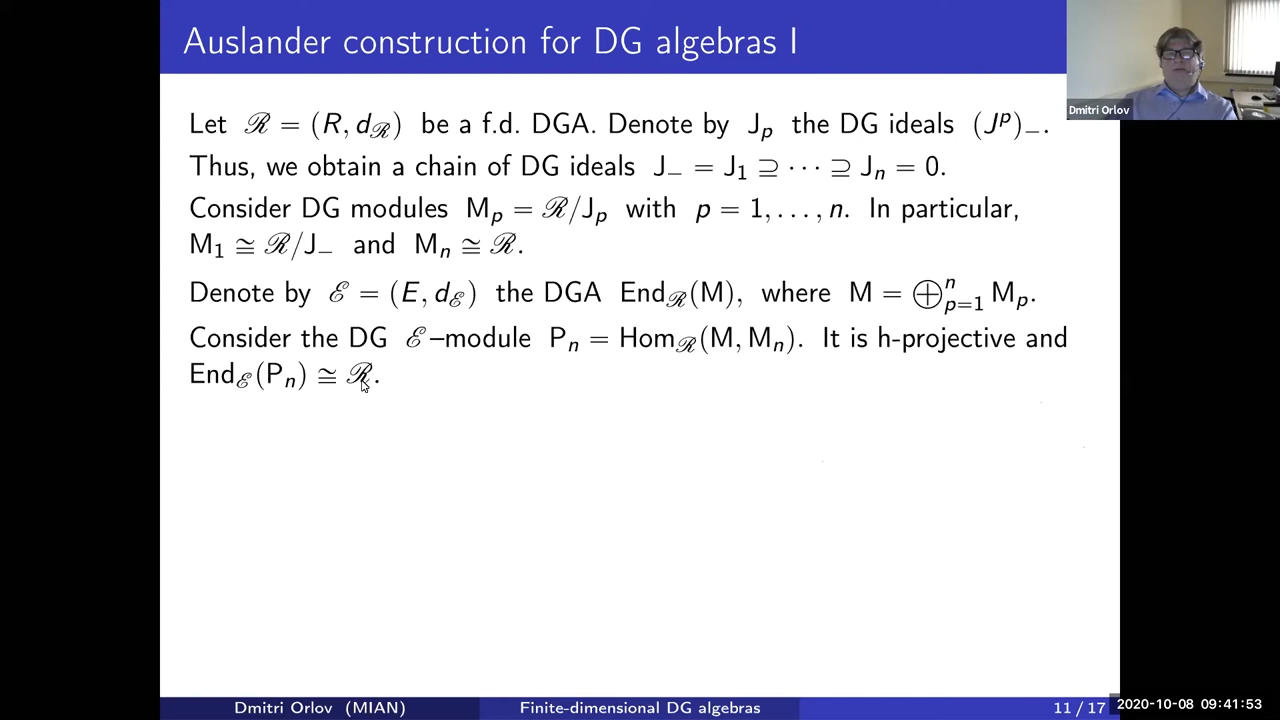 Auslander construction for DG algebras I
Dmitri Orlov
Let ℛ = (R, d_ℛ) be a f.d. DGA. Denote by J_p the DG ideals (J^p)_−.
Thus, we obtain a chain of DG ideals J_− = J_1 ⊇ ⋯ ⊇ J_n = 0.
Consider DG modules M_p = ℛ/J_p with p = 1, . . . , n. In particular,
M_1 ≅ ℛ/J_− and M_n ≅ ℛ.
Denote by ℰ = (E, d_ℰ) the DGA End_ℛ(M), where M = ⊕_{p=1}^n M_p.
Consider the DG ℰ–module P_n = Hom_ℛ(M, M_n). It is h-projective and
End_ℰ(P_n) ≅ ℛ.
Dmitri Orlov (MIAN) Finite-dimensional DG algebras 11 / 17
2020-10-08 09:41:53